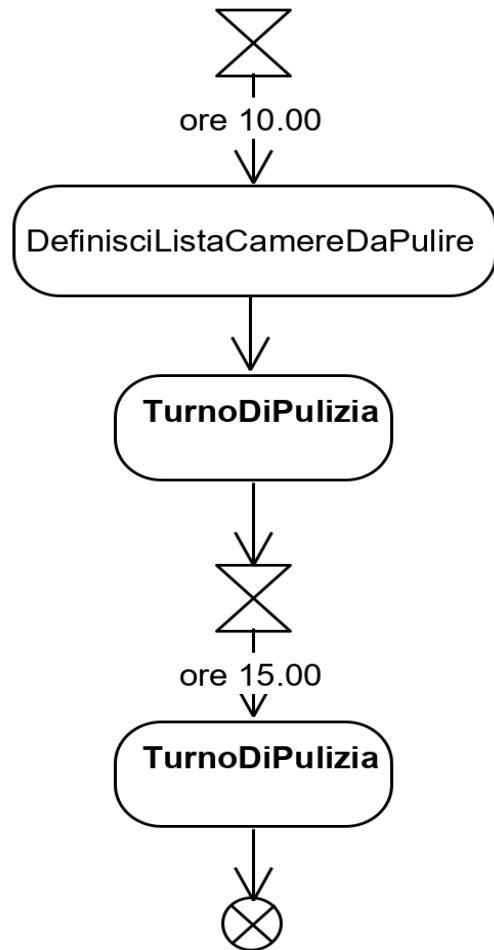 ore 10.00
DefinisciListaCamereDaPulire
TurnoDiPulizia
ore 15.00
TurnoDiPulizia